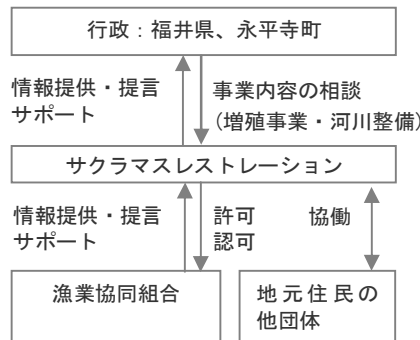 行政：福井県、永平寺町
情報提供・提言
サポート
事業内容の相談
（増殖事業・河川整備）
サクラマスレストレーション
情報提供・提言
サポート
許可
認可
協働
漁業協同組合
地元住民の
他団体